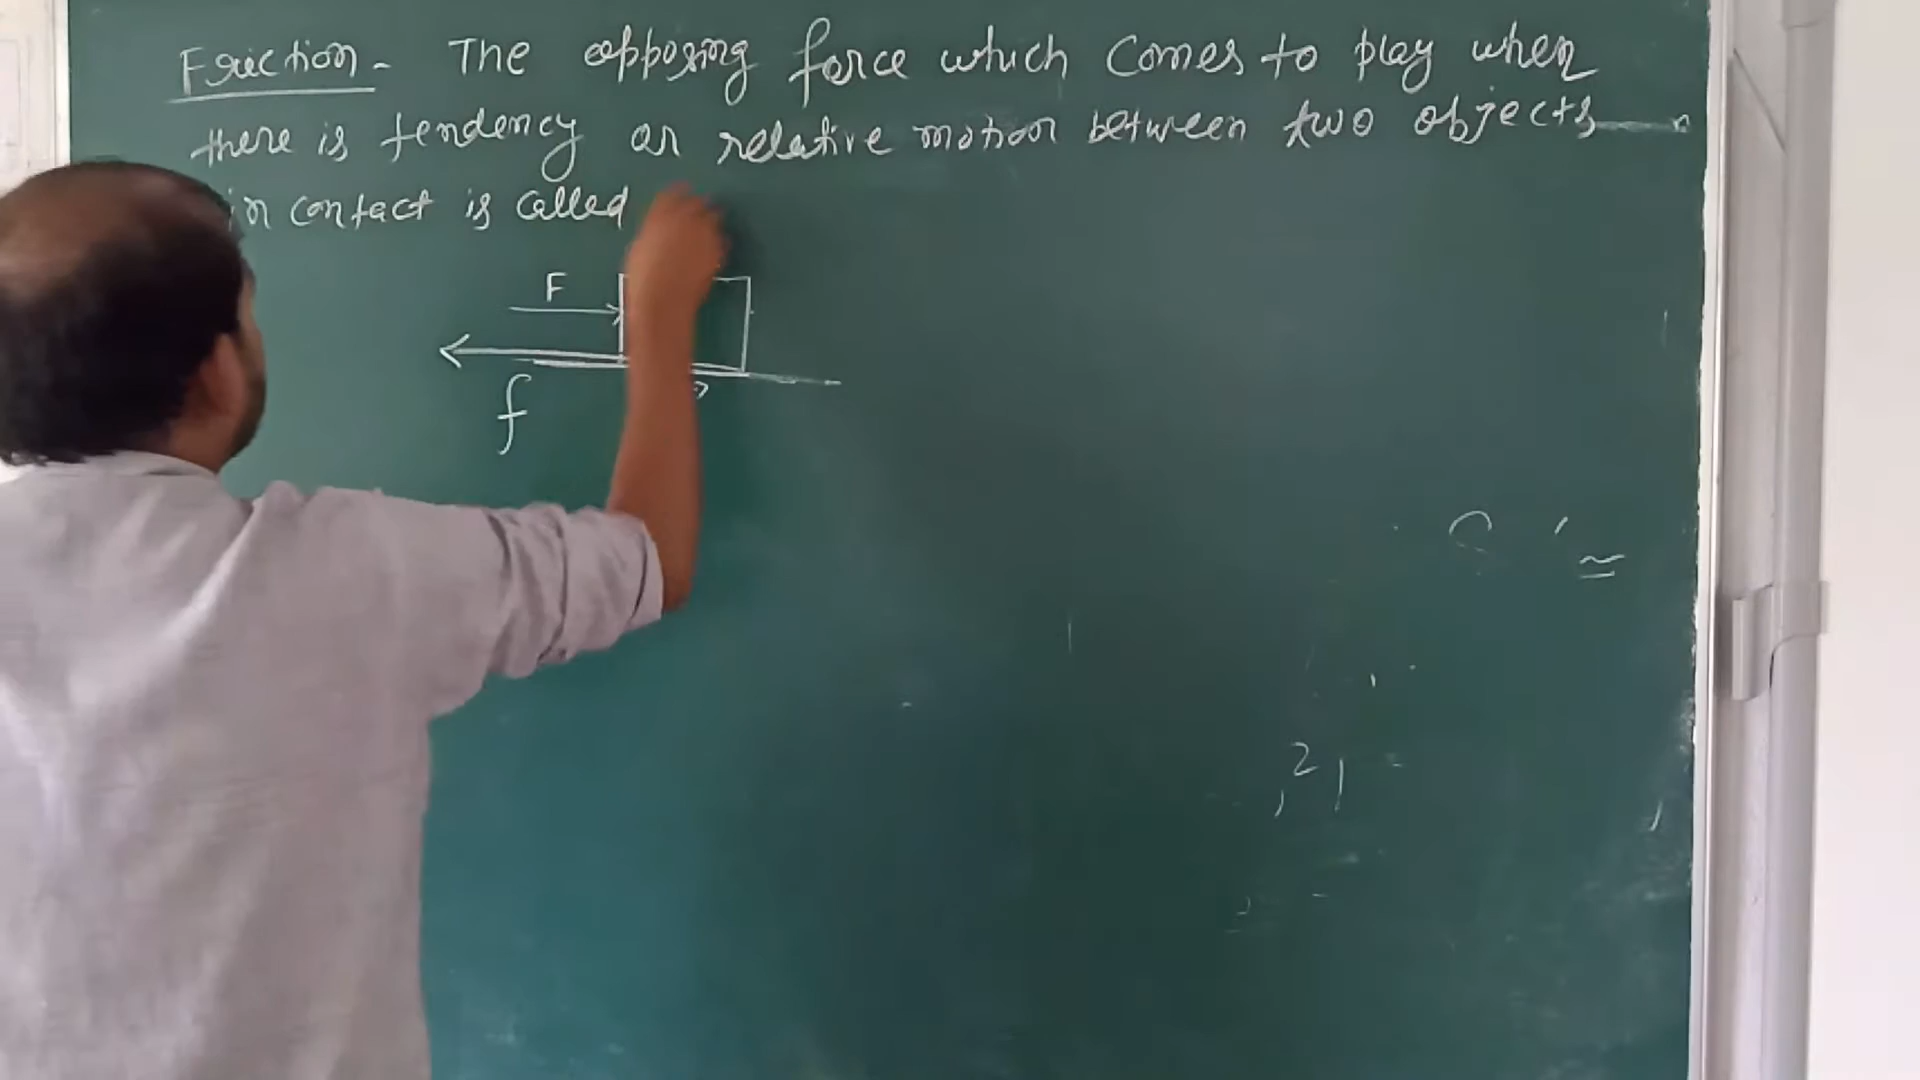 Friction - The opposing force which comes to play when
there is tendency or relative motion between two objects
in contact is called
F
f
2